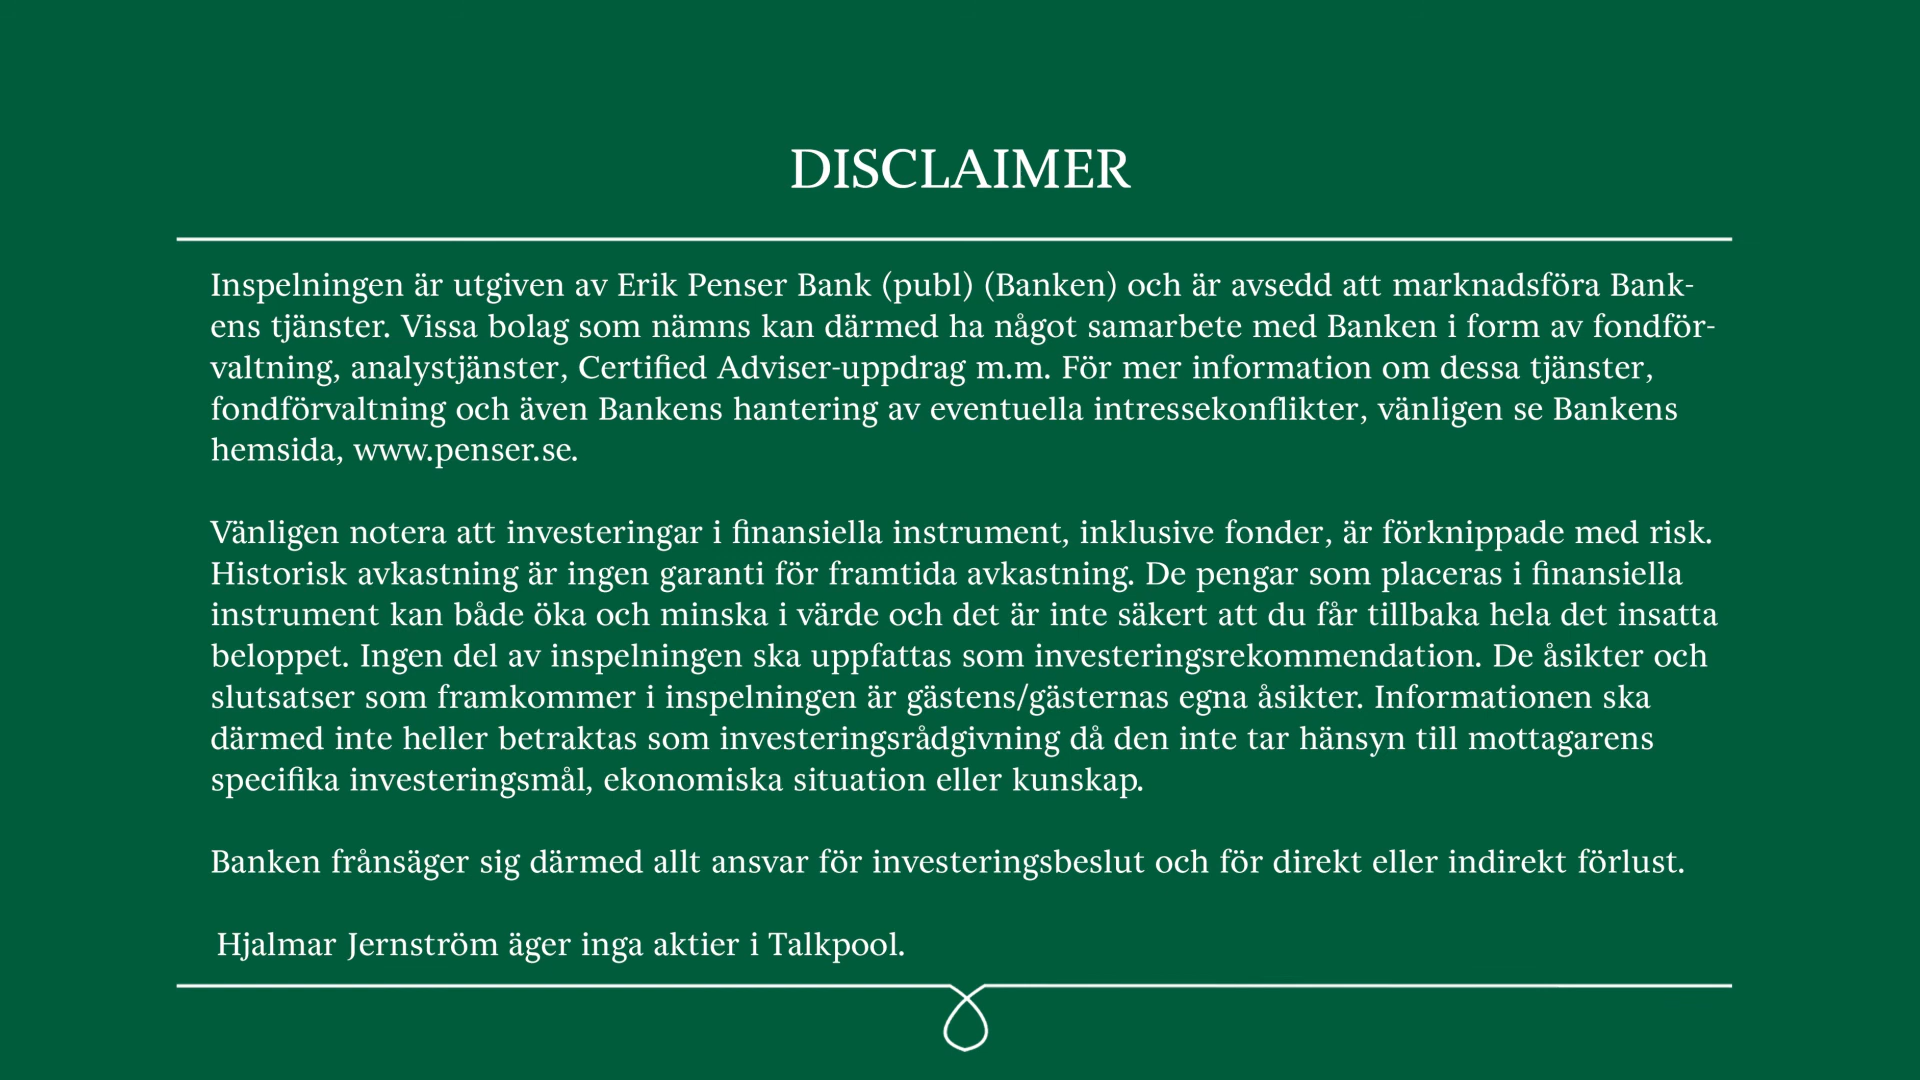 DISCLAIMER
Inspelningen är utgiven av Erik Penser Bank (publ) (Banken) och är avsedd att marknadsföra Bank-
ens tjänster. Vissa bolag som nämns kan därmed ha något samarbete med Banken i form av fondför-
valtning, analystjänster, Certified Adviser-uppdrag m.m. För mer information om dessa tjänster,
fondförvaltning och även Bankens hantering av eventuella intressekonflikter, vänligen se Bankens
hemsida, www.penser.se.
Vänligen notera att investeringar i finansiella instrument, inklusive fonder, är förknippade med risk.
Historisk avkastning är ingen garanti för framtida avkastning. De pengar som placeras i finansiella
instrument kan både öka och minska i värde och det är inte säkert att du får tillbaka hela det insatta
beloppet. Ingen del av inspelningen ska uppfattas som investeringsrekommendation. De åsikter och
slutsatser som framkommer i inspelningen är gästens/gästernas egna åsikter. Informationen ska
därmed inte heller betraktas som investeringsrådgivning då den inte tar hänsyn till mottagarens
specifika investeringsmål, ekonomiska situation eller kunskap.
Banken frånsäger sig därmed allt ansvar för investeringsbeslut och för direkt eller indirekt förlust.
Hjalmar Jernström äger inga aktier i Talkpool.